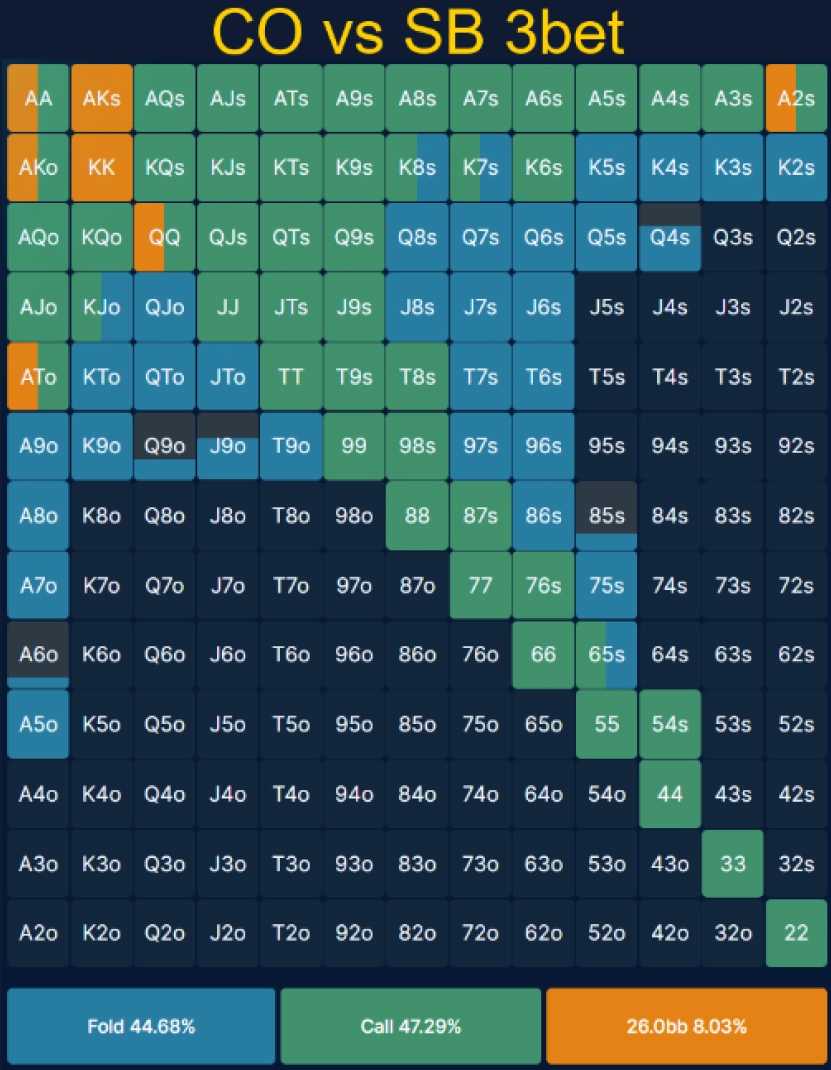 CO vs SB 3bet
AA AKs AQs AJs ATs A9s A8s A7s A6s A5s A4s A3s A2s
AKo KK KQs KJs KTs K9s K8s K7s K6s K5s K4s K3s K2s
AQo KQo QQ QJs QTs Q9s Q8s Q7s Q6s Q5s Q4s Q3s Q2s
AJo KJo QJo JJ JTs J9s J8s J7s J6s J5s J4s J3s J2s
ATo KTo QTo JTo TT T9s T8s T7s T6s T5s T4s T3s T2s
A9o K9o Q9o J9o T9o 99 98s 97s 96s 95s 94s 93s 92s
A8o K8o Q8o J8o T8o 98o 88 87s 86s 85s 84s 83s 82s
A7o K7o Q7o J7o T7o 97o 87o 77 76s 75s 74s 73s 72s
A6o K6o Q6o J6o T6o 96o 86o 76o 66 65s 64s 63s 62s
A5o K5o Q5o J5o T5o 95o 85o 75o 65o 55 54s 53s 52s
A4o K4o Q4o J4o T4o 94o 84o 74o 64o 54o 44 43s 42s
A3o K3o Q3o J3o T3o 93o 83o 73o 63o 53o 43o 33 32s
A2o K2o Q2o J2o T2o 92o 82o 72o 62o 52o 42o 32o 22
Fold 44.68% Call 47.29% 26.0bb 8.03%